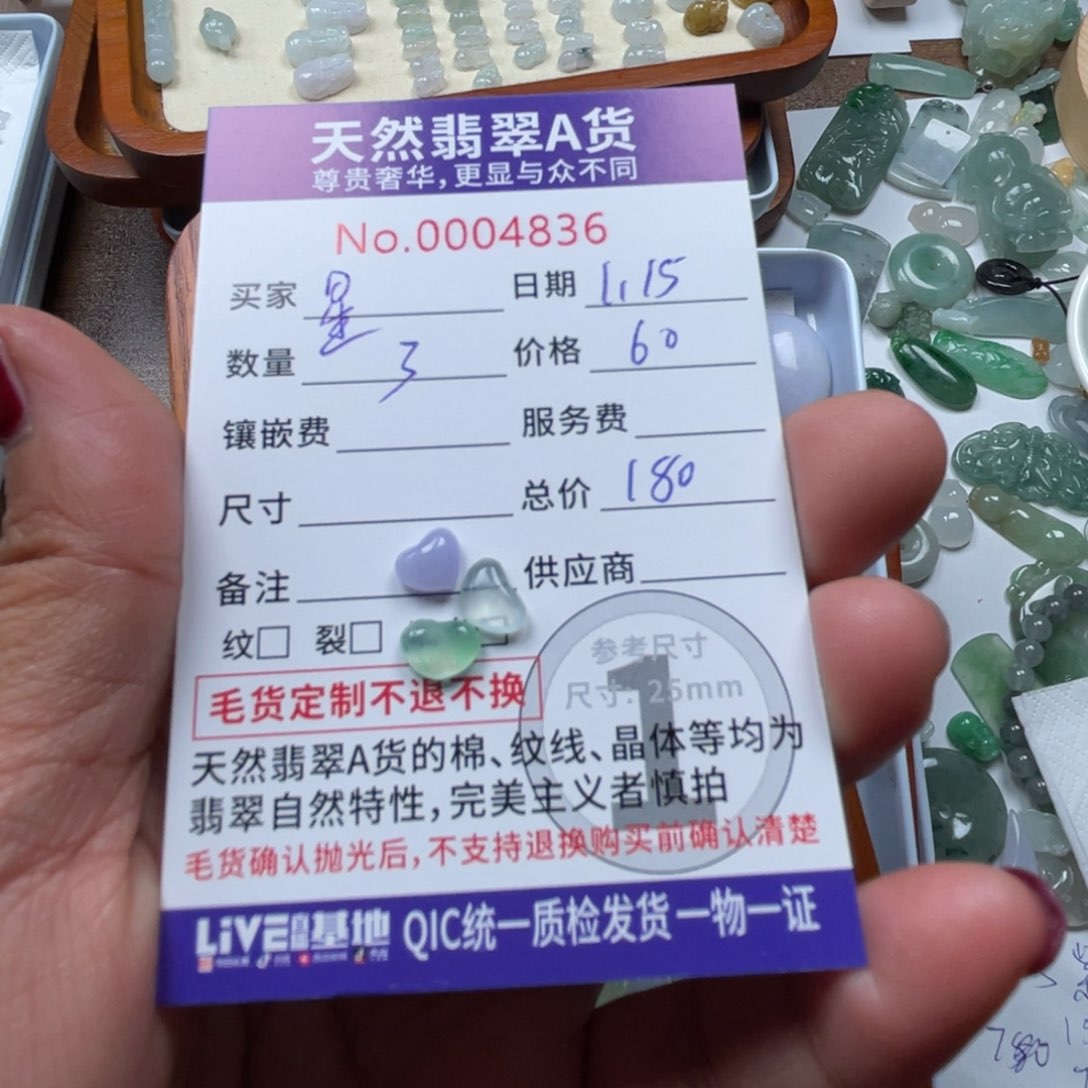 天然翡翠A货
尊贵奢华,更显与众不同
No.0004836
买家 星 日期 1.15
数量 3 价格 60
镶嵌费 服务费
尺寸 总价 180
备注 供应商
纹□ 裂□
参考尺寸
尺寸:25mm
1
毛货定制不退不换
天然翡翠A货的棉、纹线、晶体等均为
翡翠自然特性,完美主义者慎拍
毛货确认抛光后,不支持退换购买前确认清楚
LIVE直播基地 QIC统一质检发货 一物一证
780